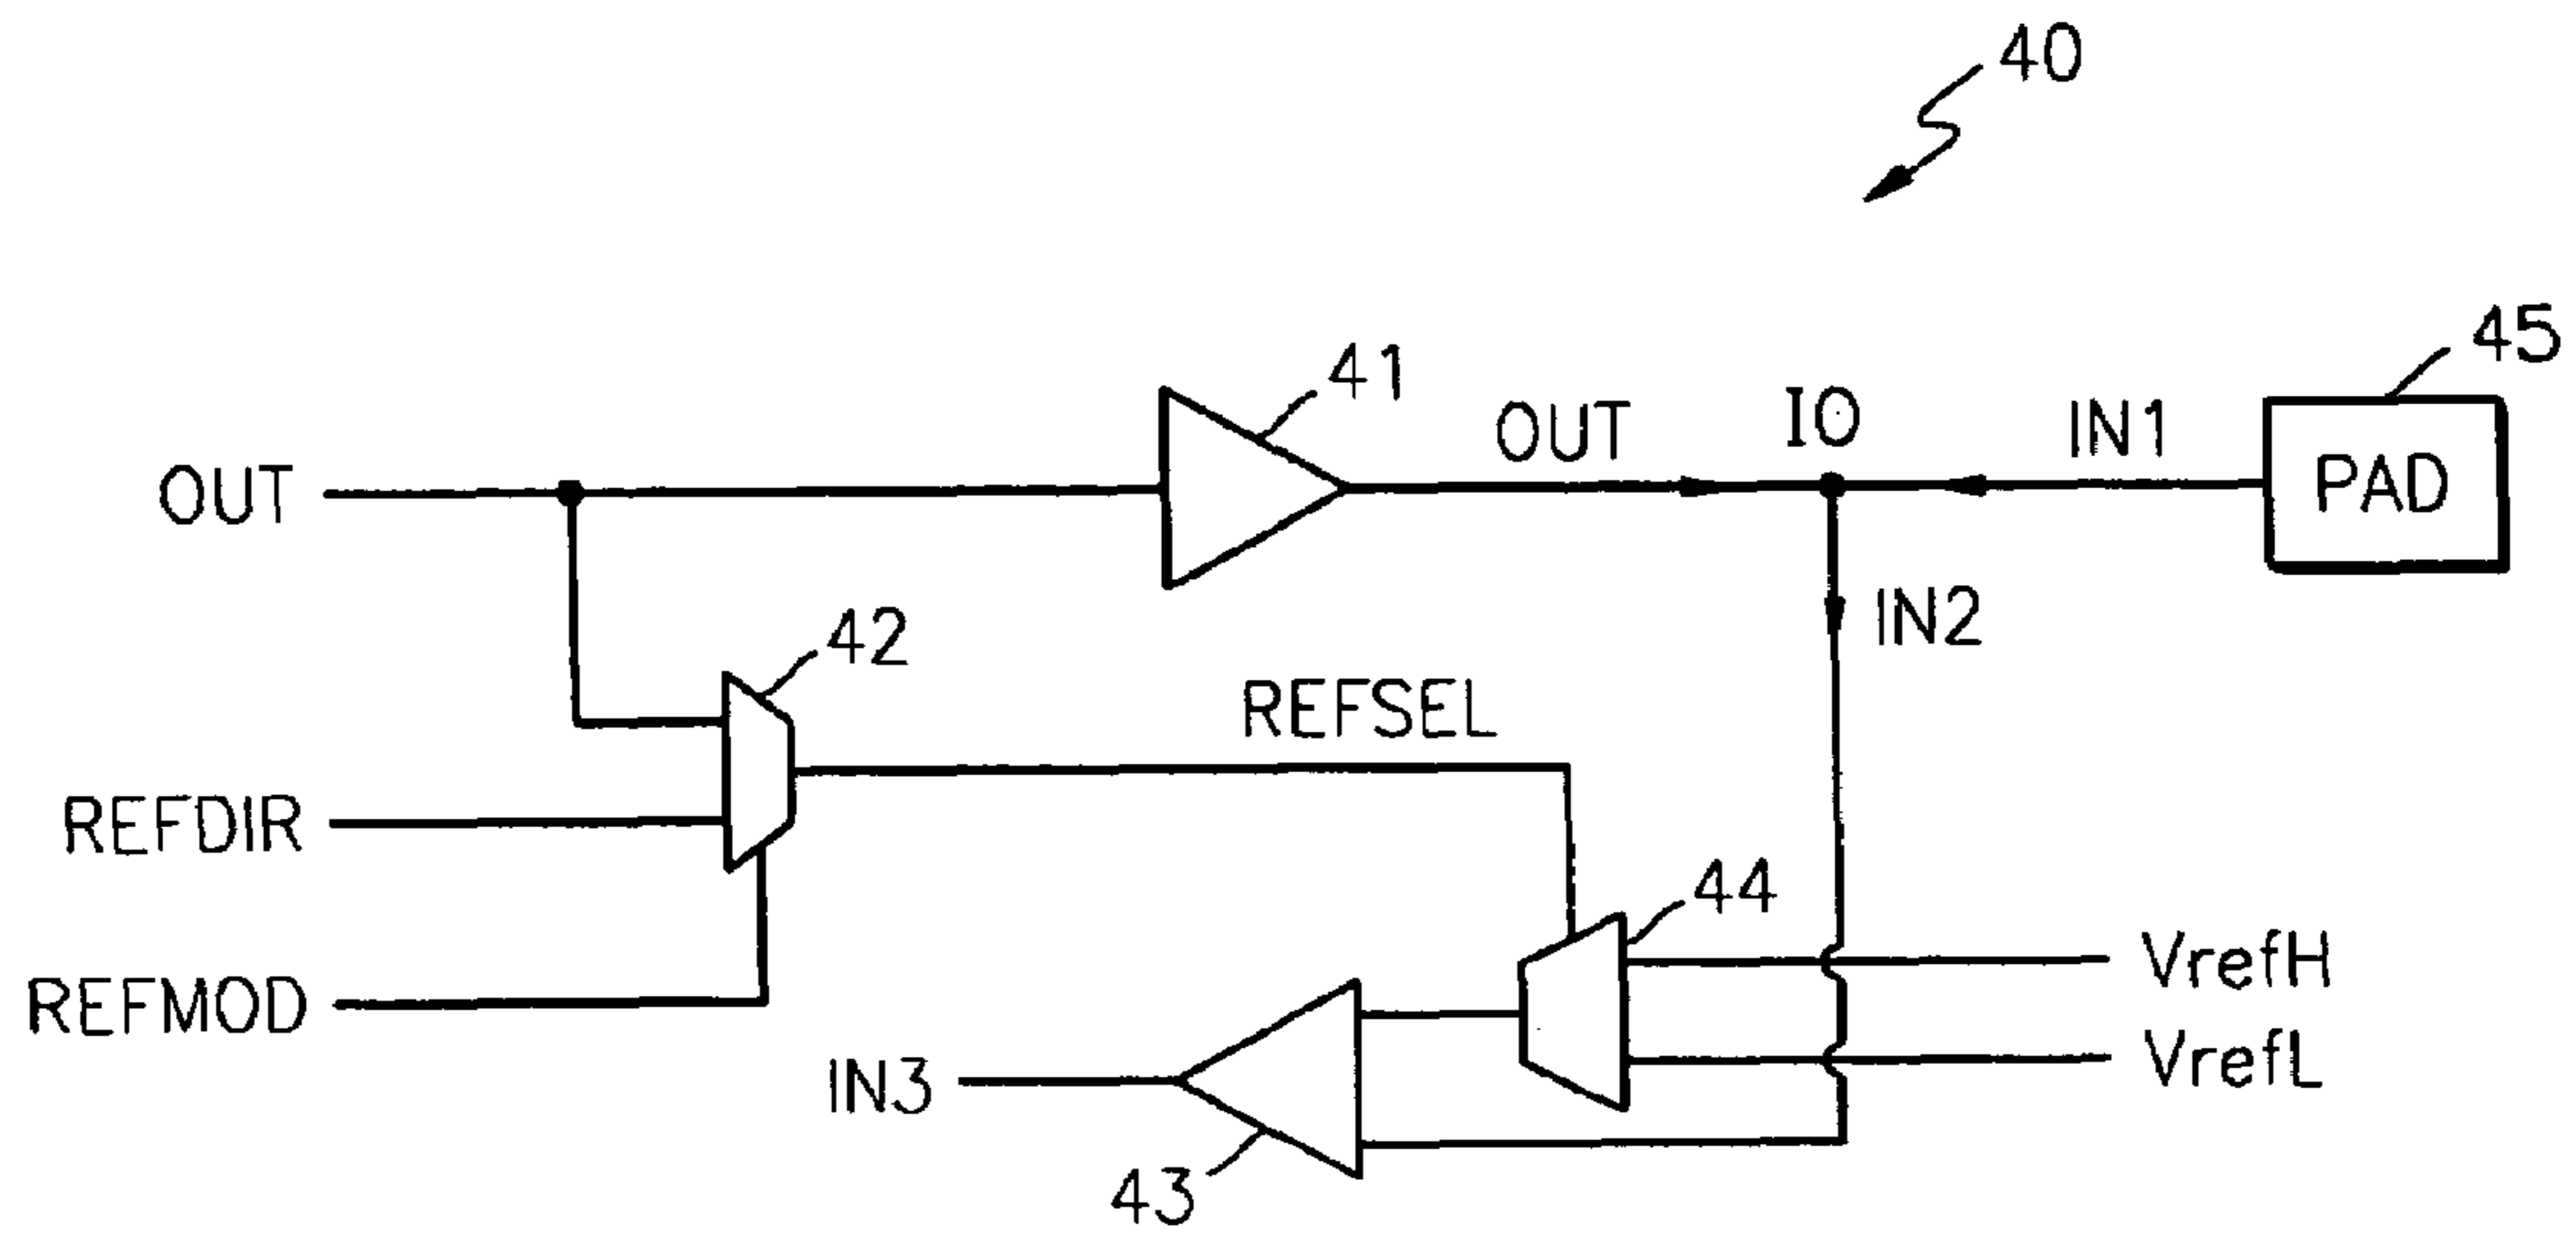 40
45
41
OUT
IO
IN1
PAD
OUT
IN2
42
REFSEL
REFDIR
44
VrefH
REFMOD
VrefL
IN3
43